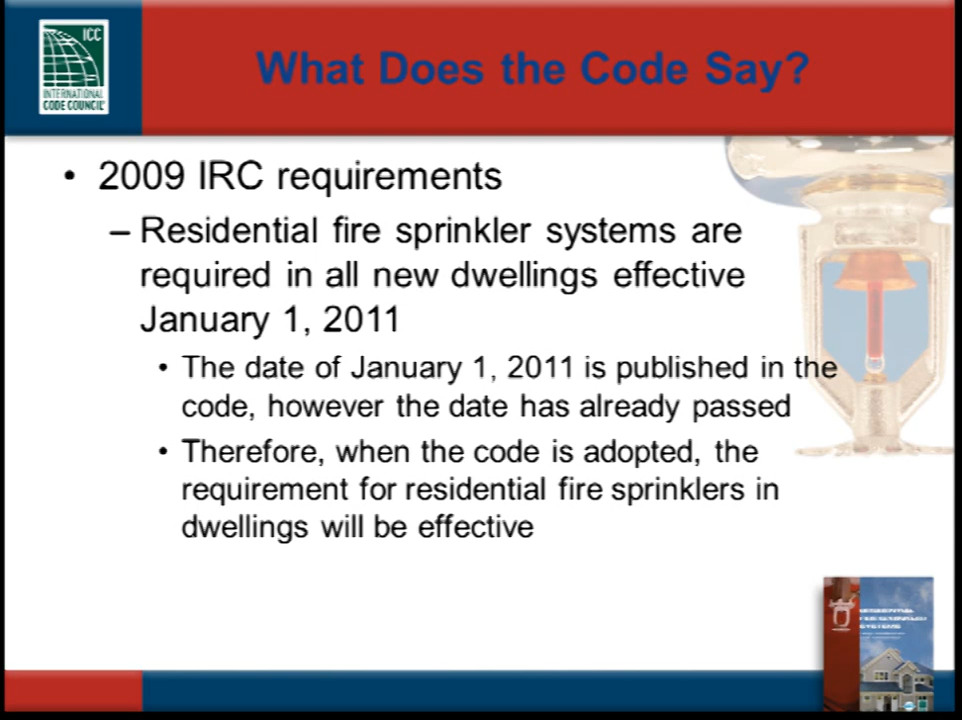 ICC
INTERNATIONAL
CODE COUNCIL
What Does the Code Say?
• 2009 IRC requirements
– Residential fire sprinkler systems are
required in all new dwellings effective
January 1, 2011
• The date of January 1, 2011 is published in the
code, however the date has already passed
• Therefore, when the code is adopted, the
requirement for residential fire sprinklers in
dwellings will be effective